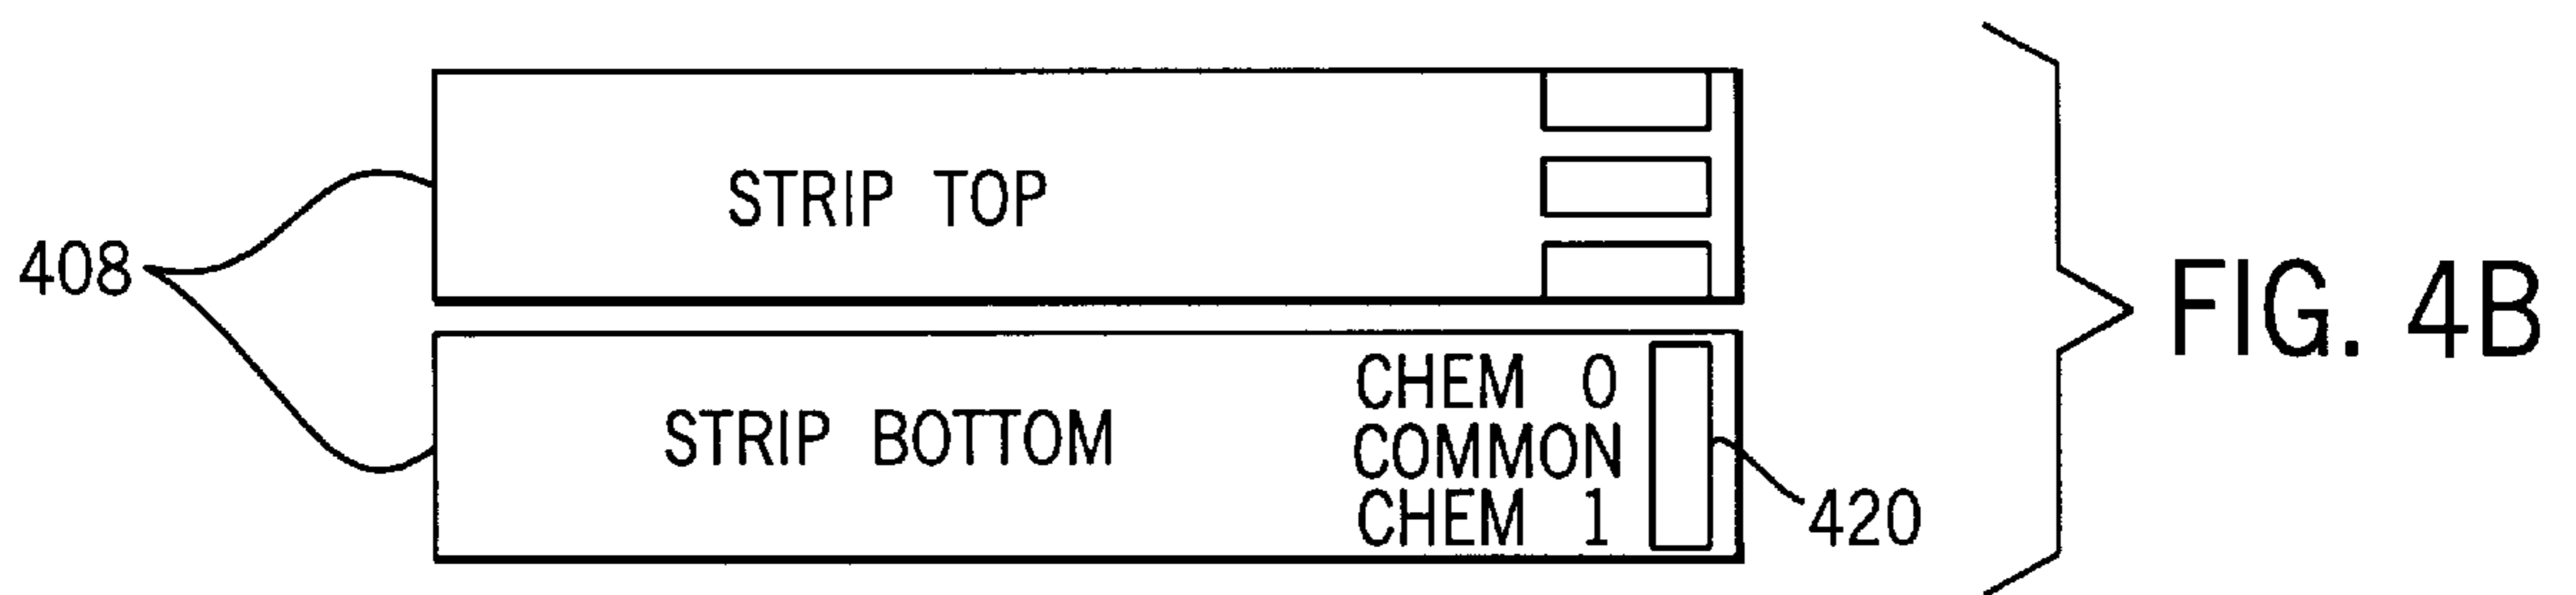 STRIP TOP
408
STRIP BOTTOM
CHEM 0
COMMON
CHEM 1
420
FIG. 4B